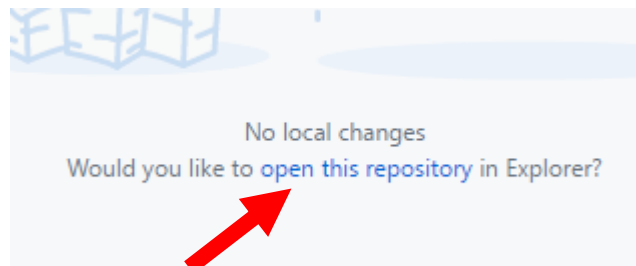 No local changes
Would you like to open this repository in Explorer?